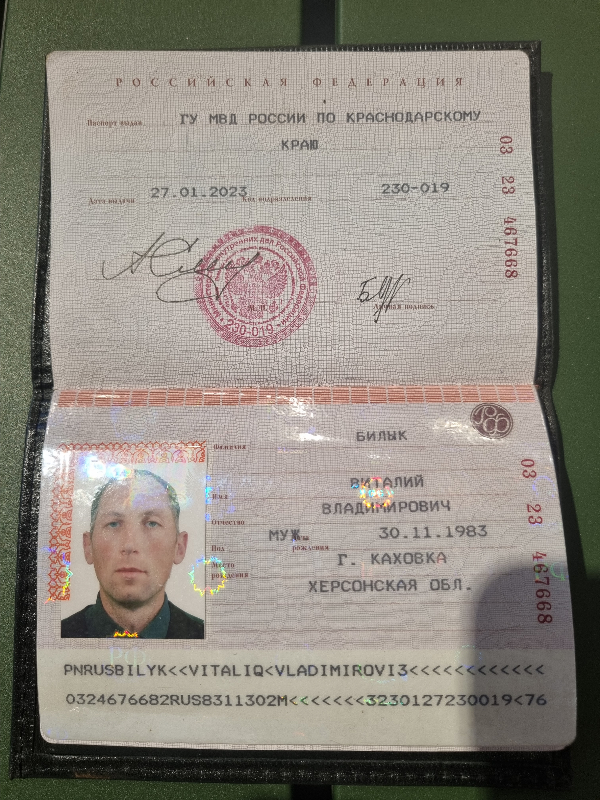 РОССИЙСКАЯ ФЕДЕРАЦИЯ
Паспорт выдан ГУ МВД РОССИИ ПО КРАСНОДАРСКОМУ
КРАЮ
Дата выдачи 27.01.2023 Код подразделения 230-019
03 23 467668
М.П.
230-019
Личная подпись
Фамилия БИЛЫК
Имя ВИТАЛИЙ
Отчество ВЛАДИМИРОВИЧ
Пол МУЖ. рождения 30.11.1983
Место рождения Г. КАХОВКА
ХЕРСОНСКАЯ ОБЛ.
03 23 467668
PNRUSBILYK<<VITALIQ<VLADIMIROVI3<<<<<<<<<<<<
0324676682RUS8311302M<<<<<<<3230127230019<76